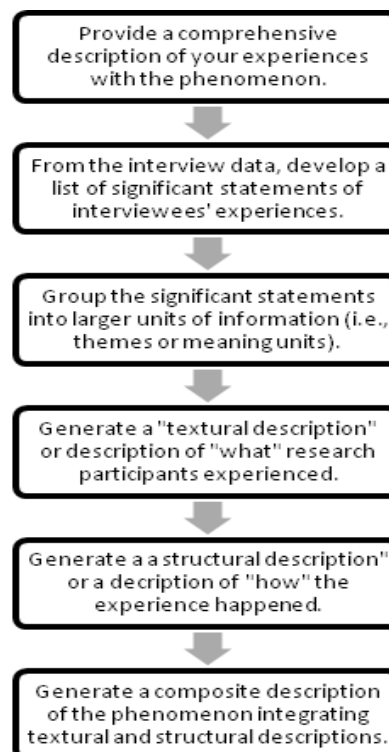 Provide a comprehensive
description of your experiences
with the phenomenon.
From the interview data, develop a
list of significant statements of
interviewees' experiences.
Group the significant statements
into larger units of information (i.e.,
themes or meaning units).
Generate a "textural description"
or description of "what" research
participants experienced.
Generate a a structural description"
or a decription of "how" the
experience happened.
Generate a composite description
of the phenomenon integrating
textural and structural descriptions.